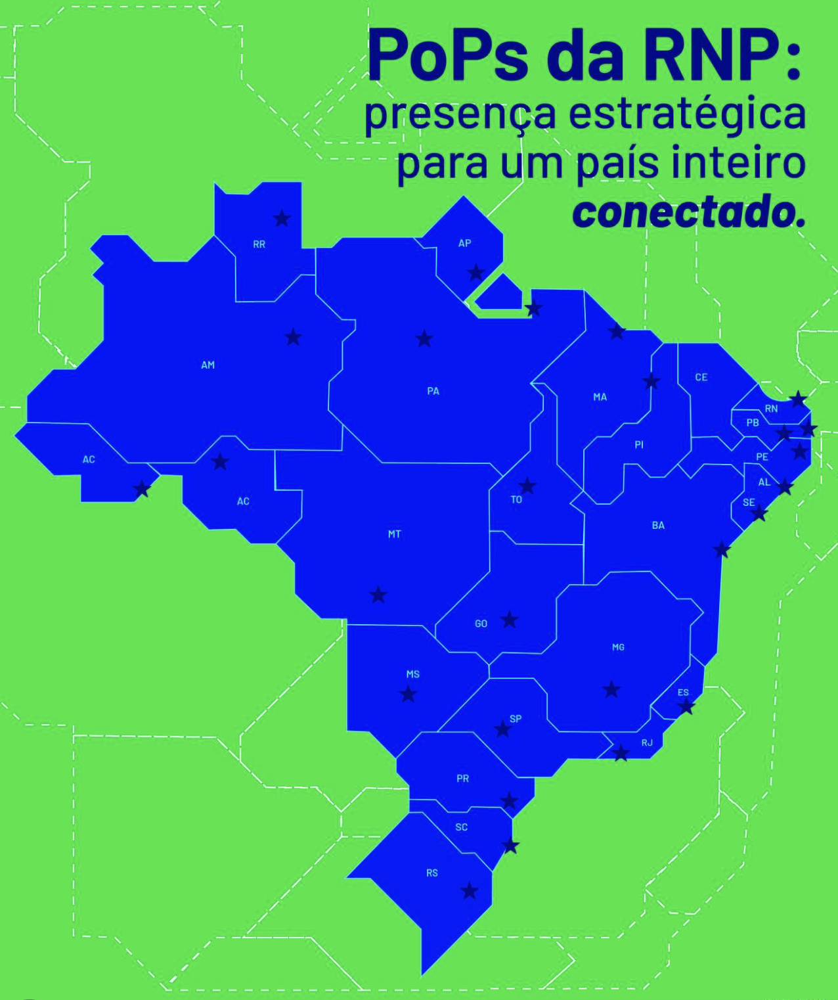 PoPs da RNP:
presença estratégica
para um país inteiro
conectado.
RR
AP
AM
PA
MA
CE
RN
PB
PI
PE
AC
AL
TO
SE
AC
BA
MT
GO
MG
MS
ES
SP
RJ
PR
SC
RS